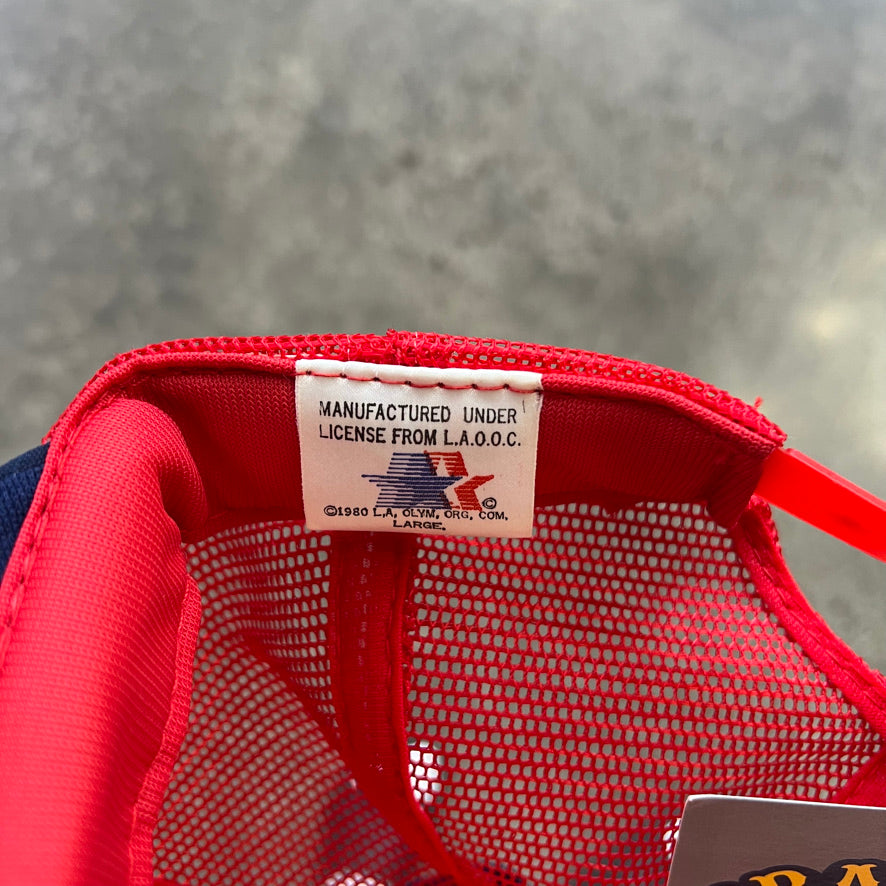 MANUFACTURED UNDER
LICENSE FROM L.A.O.O.C.
©
©1980 L.A. OLYM. ORG. COM.
LARGE.